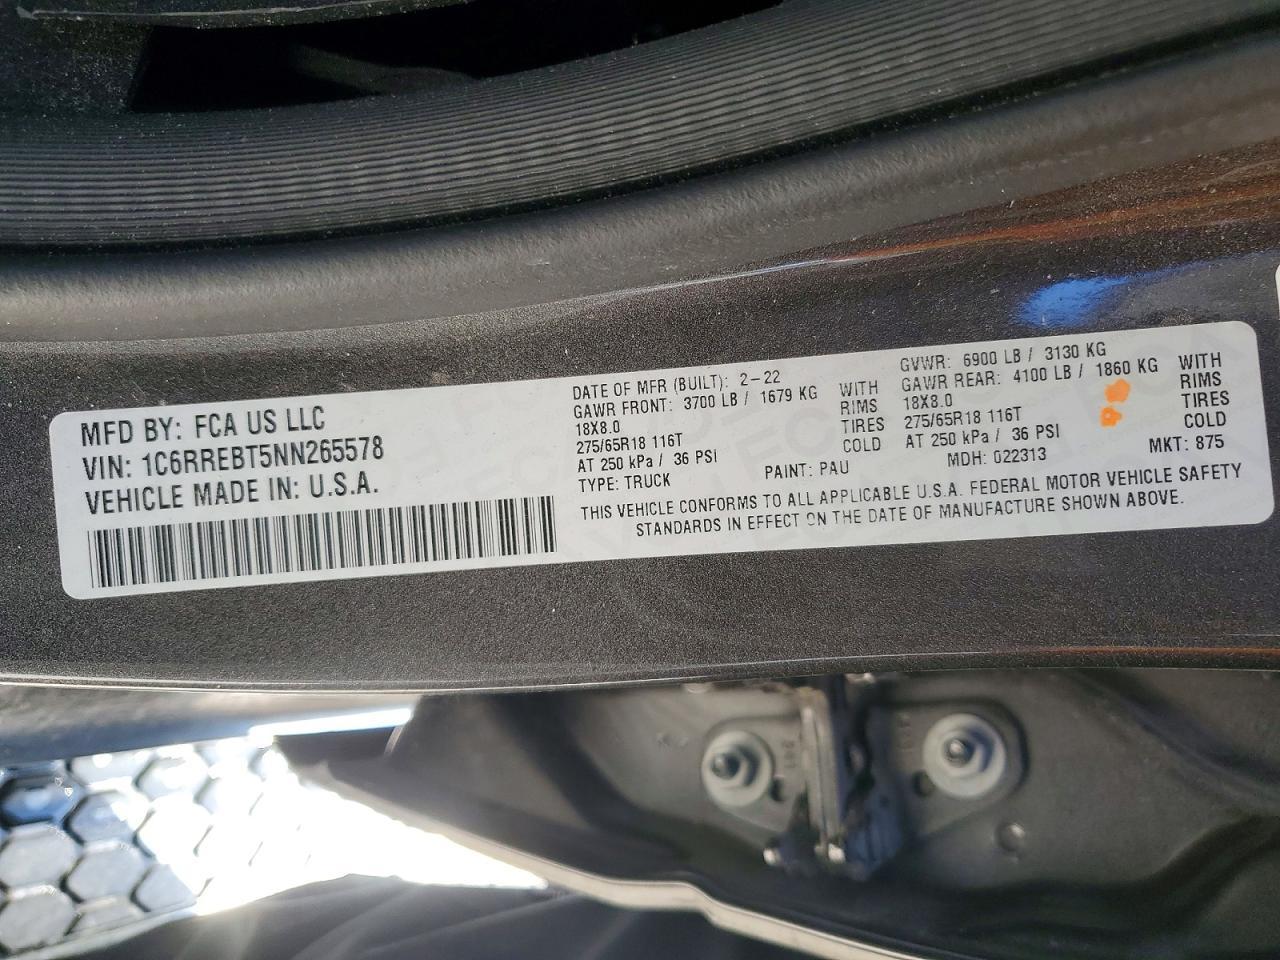 MFD BY: FCA US LLC
VIN: 1C6RREBT5NN265578
VEHICLE MADE IN: U.S.A.
DATE OF MFR (BUILT): 2-22
GAWR FRONT: 3700 LB / 1679 KG WITH
18X8.0 RIMS
275/65R18 116T TIRES
AT 250 kPA / 36 PSI COLD
TYPE: TRUCK PAINT: PAU
GVWR: 6900 LB / 3130 KG
GAWR REAR: 4100 LB / 1860 KG WITH
18X8.0 RIMS
275/65R18 116T TIRES
AT 250 kPA / 36 PSI COLD
MDH: 022313 MKT: 875
THIS VEHICLE CONFORMS TO ALL APPLICABLE U.S.A. FEDERAL MOTOR VEHICLE SAFETY
STANDARDS IN EFFECT ON THE DATE OF MANUFACTURE SHOWN ABOVE.